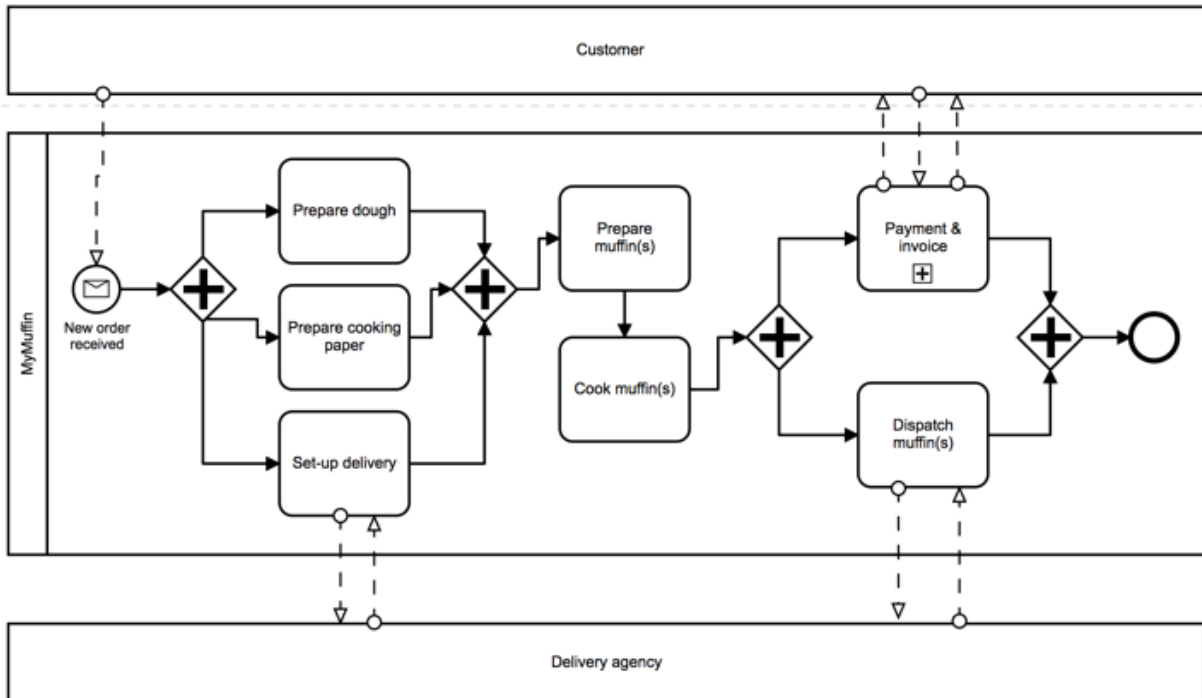 Customer
MyMuffin
New order
received
Prepare dough
Prepare cooking
paper
Set-up delivery
Prepare
muffin(s)
Cook muffin(s)
Payment &
invoice
Dispatch
muffin(s)
Delivery agency